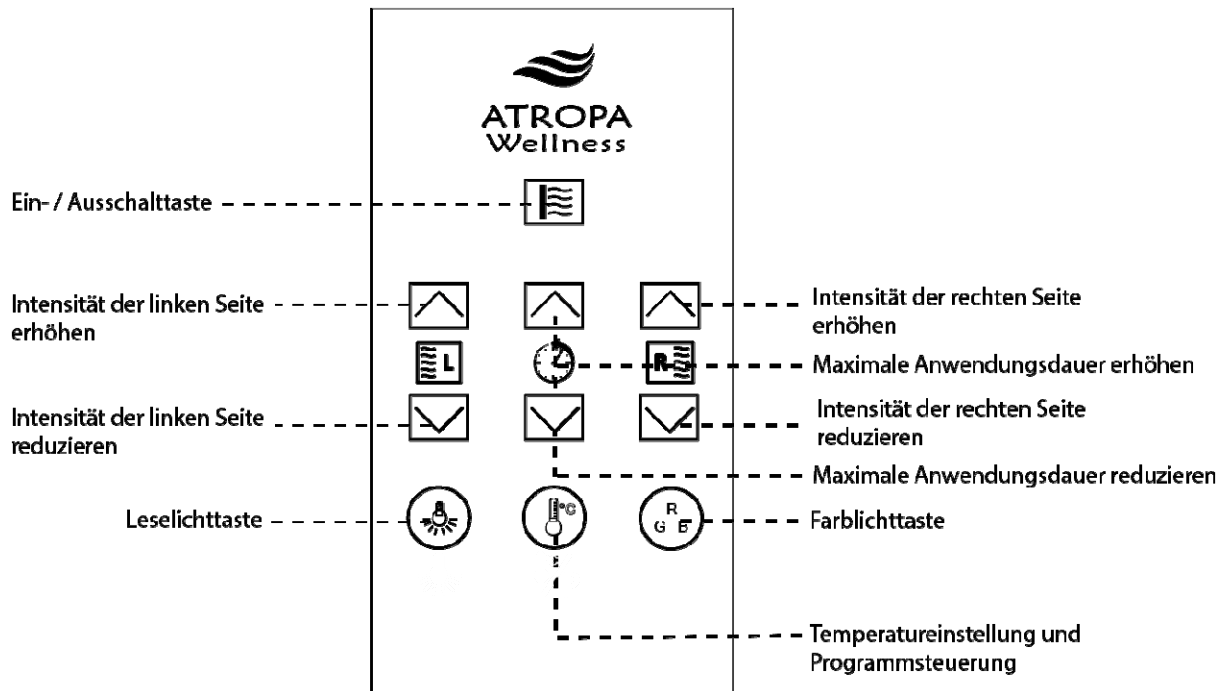 ATROPA
Wellness
Ein- / Ausschalttaste
Intensität der linken Seite
erhöhen
Intensität der rechten Seite
erhöhen
L
R
Maximale Anwendungsdauer erhöhen
Intensität der linken Seite
reduzieren
Intensität der rechten Seite
reduzieren
Maximale Anwendungsdauer reduzieren
Leselichttaste
°C
R
G B
Farblichttaste
Temperatureinstellung und
Programmsteuerung